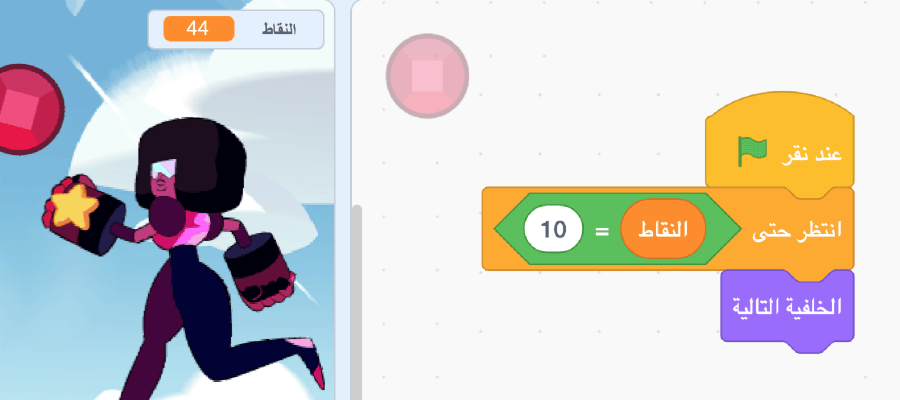 النقاط 44
عند نقر
انتظر حتى النقاط = 10
الخلفية التالية